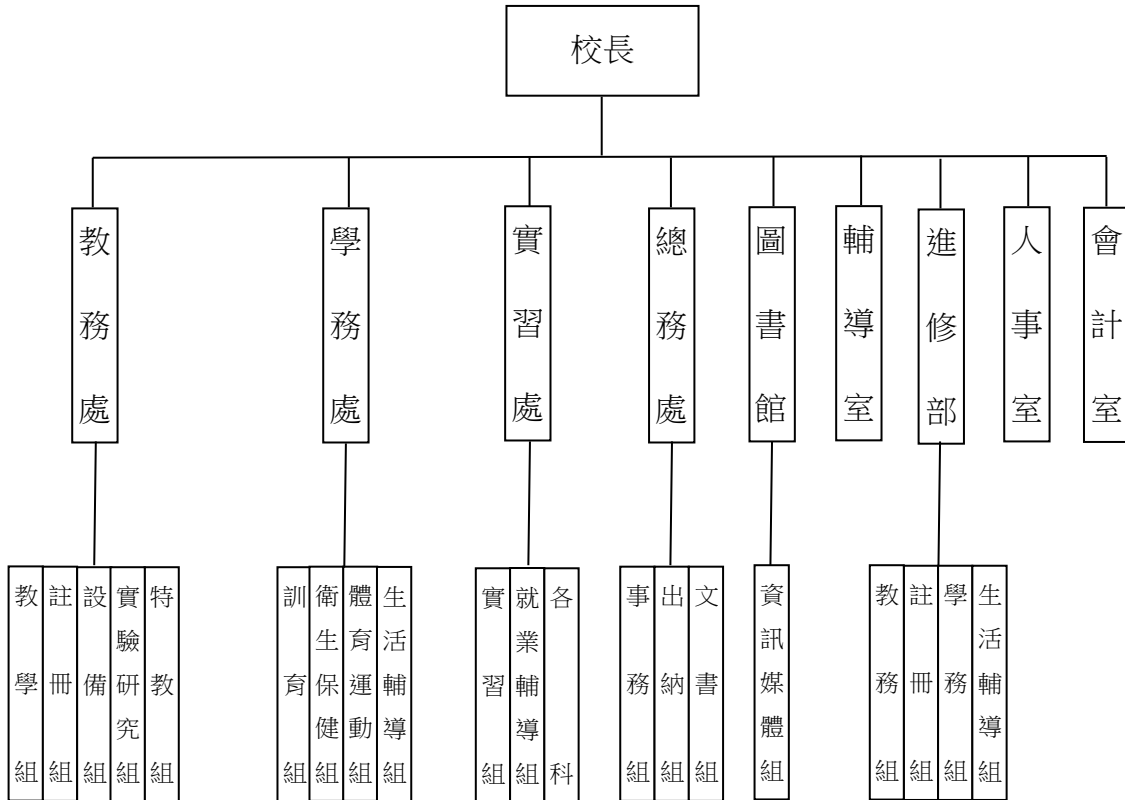 校長
教務處
學務處
實習處
總務處
圖書館
輔導室
進修部
人事室
會計室
教學組
註冊組
設備組
實驗研究組
特教組
訓育組
衛生保健組
體育運動組
生活輔導組
實習組
就業輔導組
各科
事務組
出納組
文書組
資訊媒體組
教務組
註冊組
學務組
生活輔導組